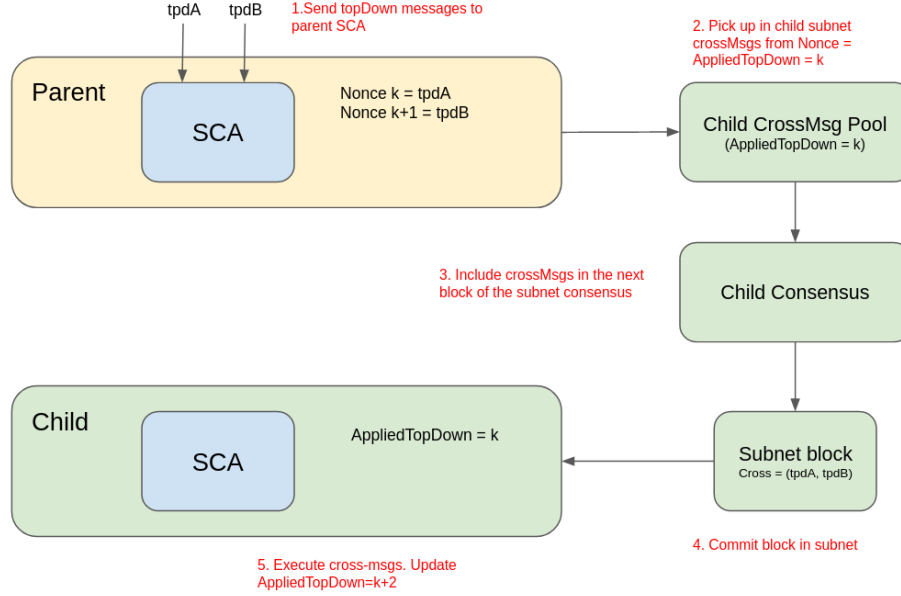 tpdA
tpdB
1.Send topDown messages to
parent SCA
2. Pick up in child subnet
crossMsgs from Nonce =
AppliedTopDown = k
Parent
SCA
Nonce k = tpdA
Nonce k+1 = tpdB
Child CrossMsg Pool
(AppliedTopDown = k)
3. Include crossMsgs in the next
block of the subnet consensus
Child Consensus
Child
SCA
AppliedTopDown = k
Subnet block
Cross = (tpdA, tpdB)
4. Commit block in subnet
5. Execute cross-msgs. Update
AppliedTopDown=k+2